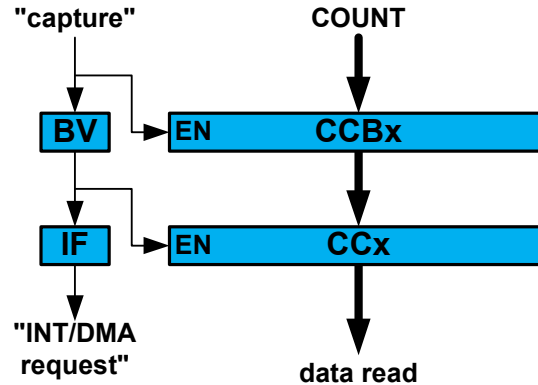 "capture"
COUNT
BV
EN
CCBx
IF
EN
CCx
"INT/DMA
request"
data read